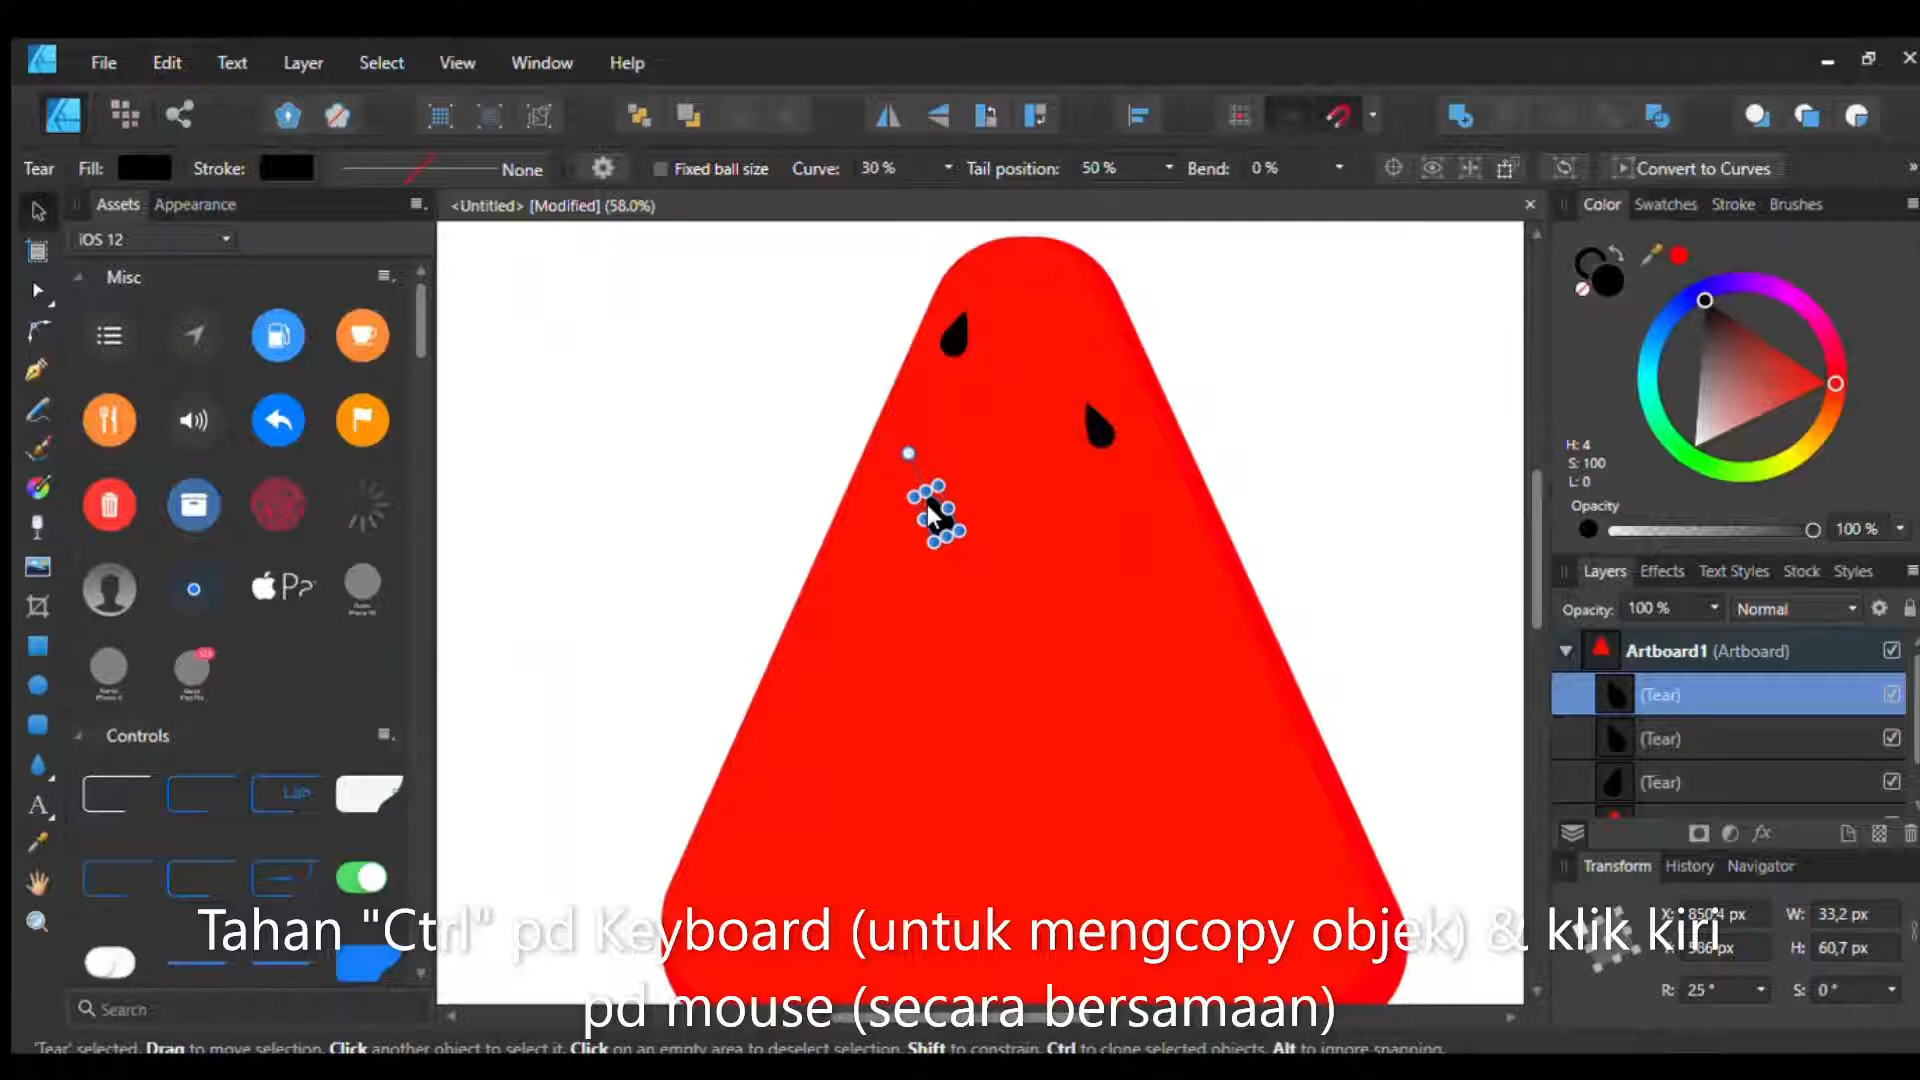 File Edit Text Layer Select View Window Help
Tear Fill: Stroke: None Fixed ball size Curve: 30 % Tail position: 50 % Bend: 0 % Convert to Curves
Assets Appearance
<Untitled> [Modified] (58.0%)
Color Swatches Stroke Brushes
iOS 12
Misc
H: 4
S: 100
L: 0
Opacity
100 %
Layers Effects Text Styles Stock Styles
Opacity: 100 % Normal
Artboard1 (Artboard)
(Tear)
(Tear)
(Tear)
Controls
Transform History Navigator
X: 850,4 px W: 33,2 px
586 px H: 60,7 px
R: 25 ° S: 0 °
Search
Tahan "Ctrl" pd Keyboard (untuk mengcopy objek) & klik kiri
pd mouse (secara bersamaan)
'Tear' selected. Drag to move selection. Click another object to select it. Click on an empty area to deselect selection. Shift to constrain. Ctrl to clone selected objects. Alt to ignore snapping.